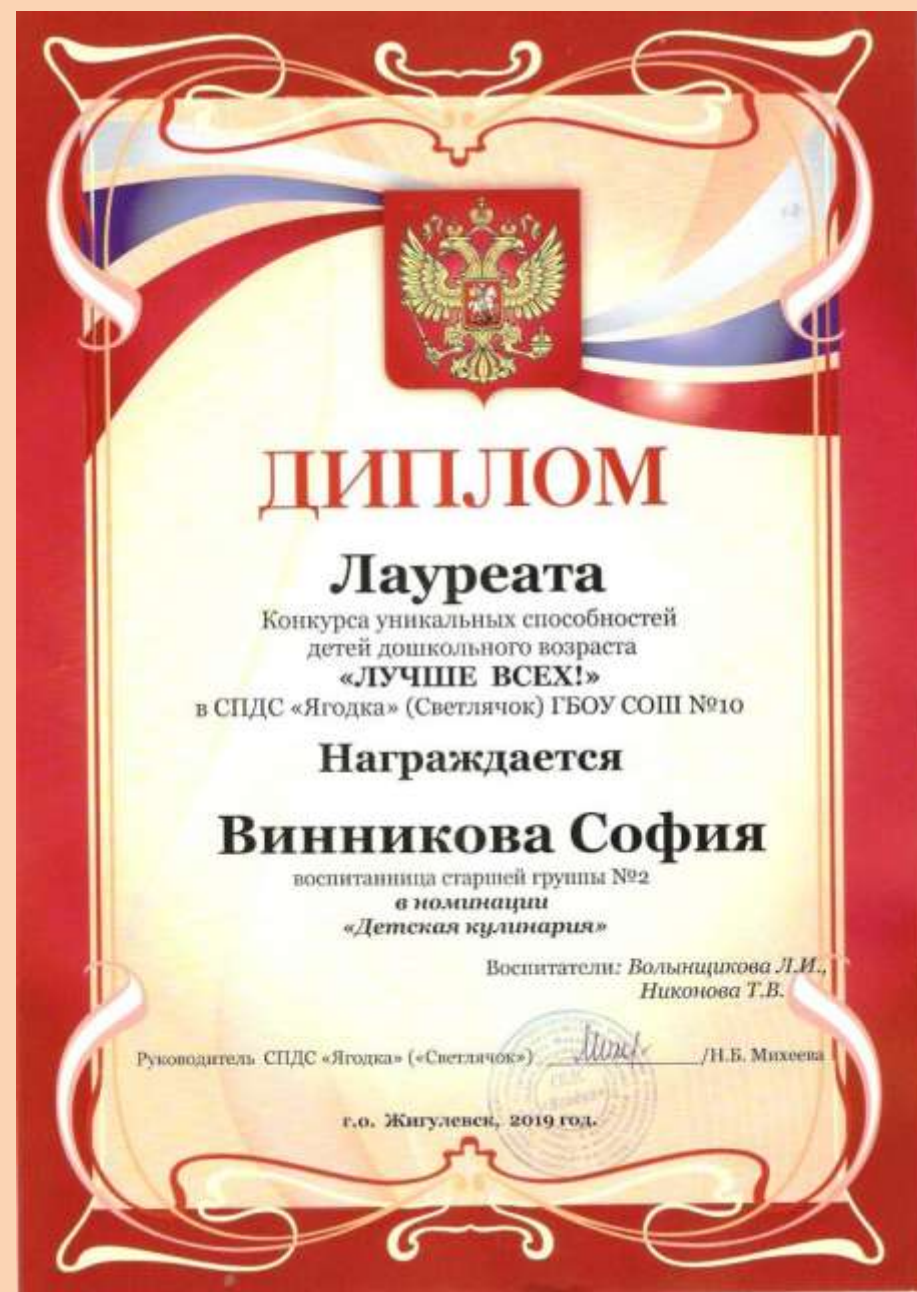 ДИПЛОМ
Лауреата
Конкурса уникальных способностей
детей дошкольного возраста
«ЛУЧШЕ ВСЕХ!»
в СПДС «Ягодка» (Светлячок) ГБОУ СОШ №10
Награждается
Винникова София
воспитанница старшей группы №2
в номинации
«Детская кулинария»
Воспитатели: Волынщикова Л.И.,
Никонова Т.В.
Руководитель СПДС «Ягодка» («Светлячок») /Н.Б. Михеева
г.о. Жигулевск, 2019 год.